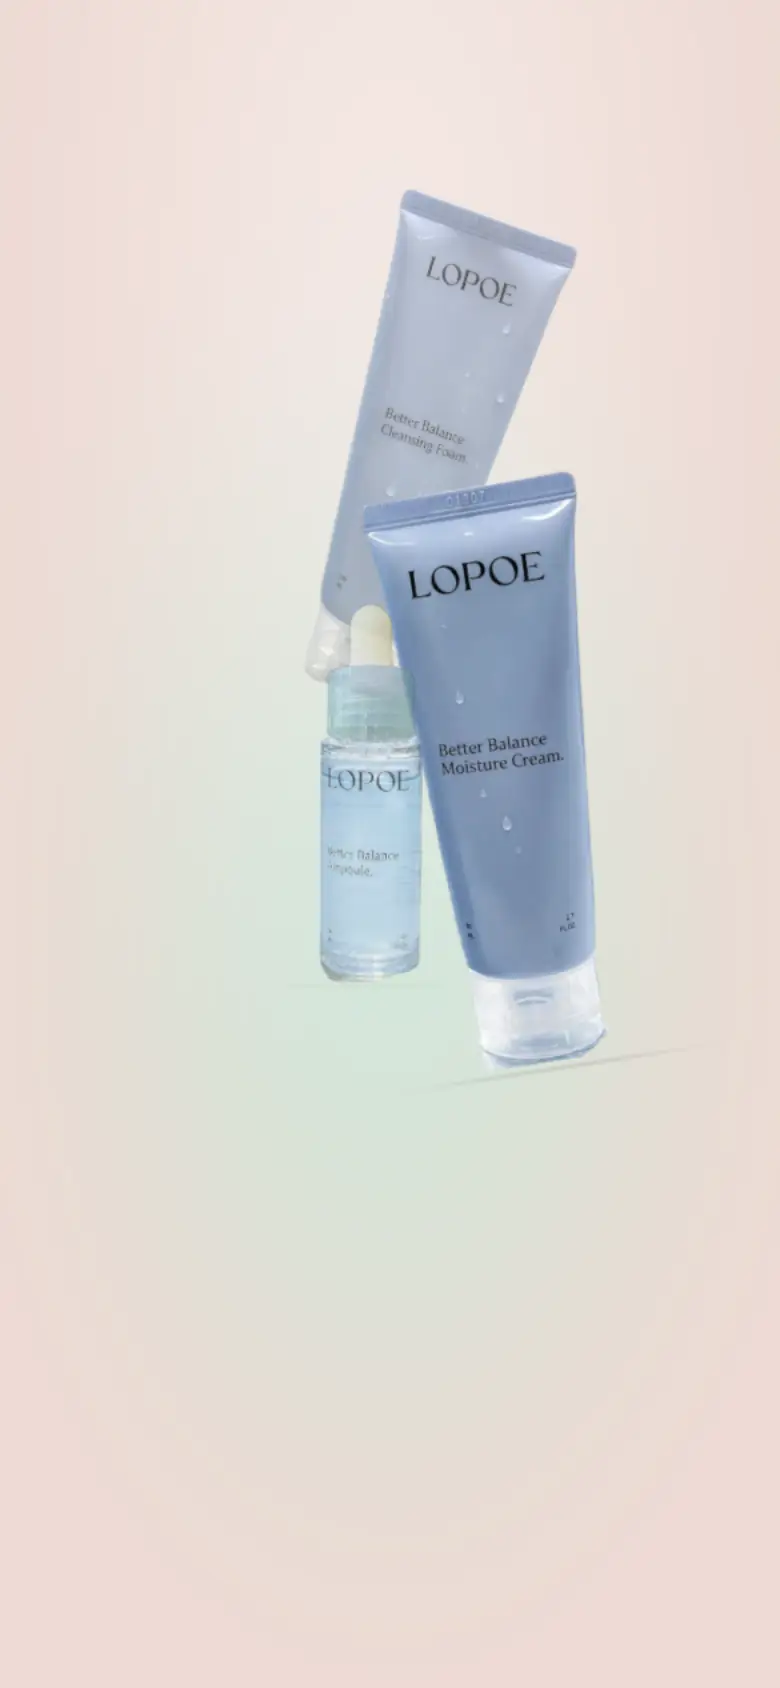 LOPOE
Better Balance
Cleansing Foam.
LOPOE
Better Balance
Moisture Cream.
LOPOE
Better Balance
Ampoule.